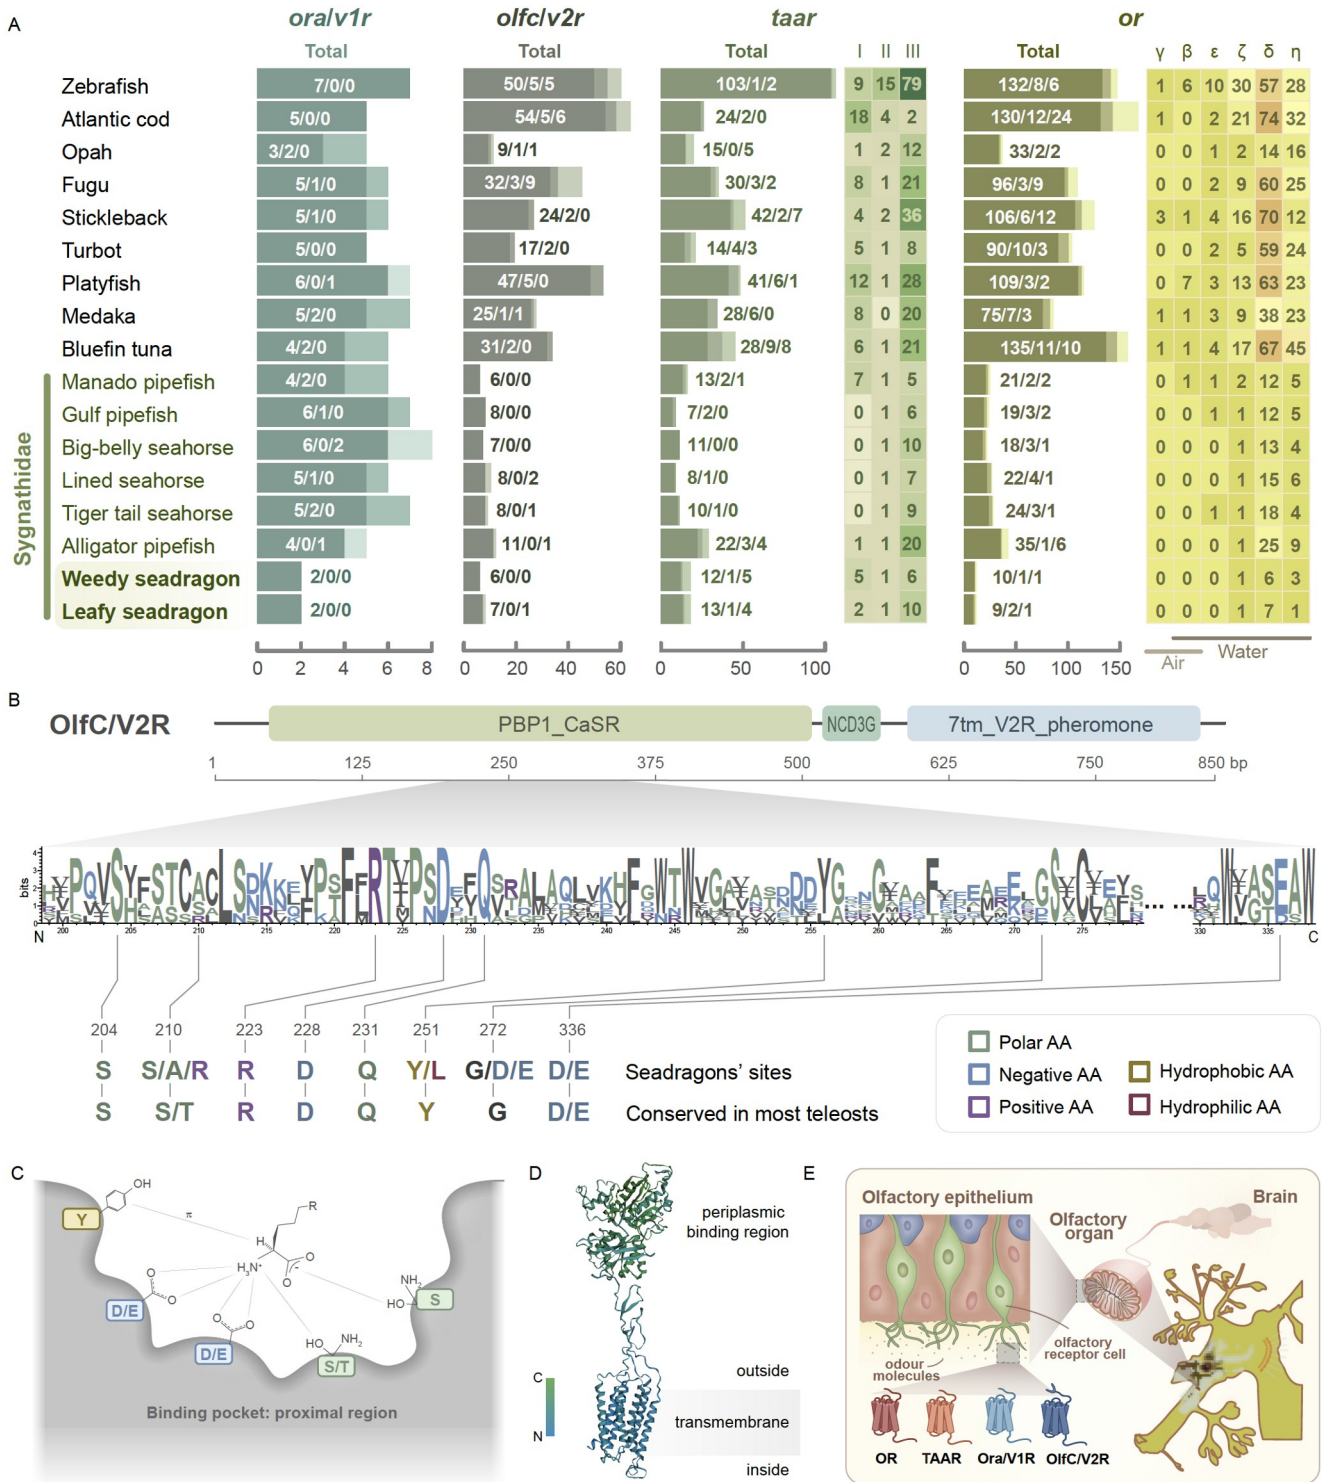 A
ora/v1r olfc/v2r taar or
Total Total Total I II III Total γ β ε ζ δ η
Zebrafish 7/0/0 50/5/5 103/1/2 9 15 79 132/8/6 1 6 10 30 57 28
Atlantic cod 5/0/0 54/5/6 24/2/0 18 4 2 130/12/24 1 0 2 21 74 32
Opah 3/2/0 9/1/1 15/0/5 1 2 12 33/2/2 0 0 1 2 14 16
Fugu 5/1/0 32/3/9 30/3/2 8 1 21 96/3/9 0 0 2 9 60 25
Stickleback 5/1/0 24/2/0 42/2/7 4 2 36 106/6/12 3 1 4 16 70 12
Turbot 5/0/0 17/2/0 14/4/3 5 1 8 90/10/3 0 0 2 5 59 24
Platyfish 6/0/1 47/5/0 41/6/1 12 1 28 109/3/2 0 7 3 13 63 23
Medaka 5/2/0 25/1/1 28/6/0 8 0 20 75/7/3 1 1 3 9 38 23
Bluefin tuna 4/2/0 31/2/0 28/9/8 6 1 21 135/11/10 1 1 4 17 67 45
Sygnathidae
Manado pipefish 4/2/0 6/0/0 13/2/1 7 1 5 21/2/2 0 1 1 2 12 5
Gulf pipefish 6/1/0 8/0/0 7/2/0 0 1 6 19/3/2 0 0 1 1 12 5
Big-belly seahorse 6/0/2 7/0/0 11/0/0 0 1 10 18/3/1 0 0 0 1 13 4
Lined seahorse 5/1/0 8/0/2 8/1/0 0 1 7 22/4/1 0 0 0 1 15 6
Tiger tail seahorse 5/2/0 8/0/1 10/1/0 0 1 9 24/3/1 0 0 1 1 18 4
Alligator pipefish 4/0/1 11/0/1 22/3/4 1 1 20 35/1/6 0 0 0 1 25 9
Weedy seadragon 2/0/0 6/0/0 12/1/5 5 1 6 10/1/1 0 0 0 1 6 3
Leafy seadragon 2/0/0 7/0/1 13/1/4 2 1 10 9/2/1 0 0 0 1 7 1
0 2 4 6 8 0 20 40 60 0 50 100 0 50 100 150
Air Water
B
OlfC/V2R PBP1_CaSR NCD3G 7tm_V2R_pheromone
1 125 250 375 500 625 750 850 bp
bits
N 200 205 210 215 220 225 230 235 240 245 250 255 260 265 270 275 ... ... 330 335 C
204 210 223 228 231 251 272 336
S S/A/R R D Q Y/L G/D/E D/E Seadragons' sites
S S/T R D Q Y G D/E Conserved in most teleosts
Polar AA
Negative AA
Positive AA
Hydrophobic AA
Hydrophilic AA
C
OH
Y
π
R
H
H₃N⁺
O
O
-
D/E
O
O
D/E
O
O
HO
NH₂
S/T
NH₂
HO
S
Binding pocket: proximal region
D
periplasmic
binding region
outside
transmembrane
inside
C
N
E
Olfactory epithelium
Olfactory
organ
Brain
olfactory
receptor cell
odour
molecules
OR TAAR Ora/V1R OlfC/V2R